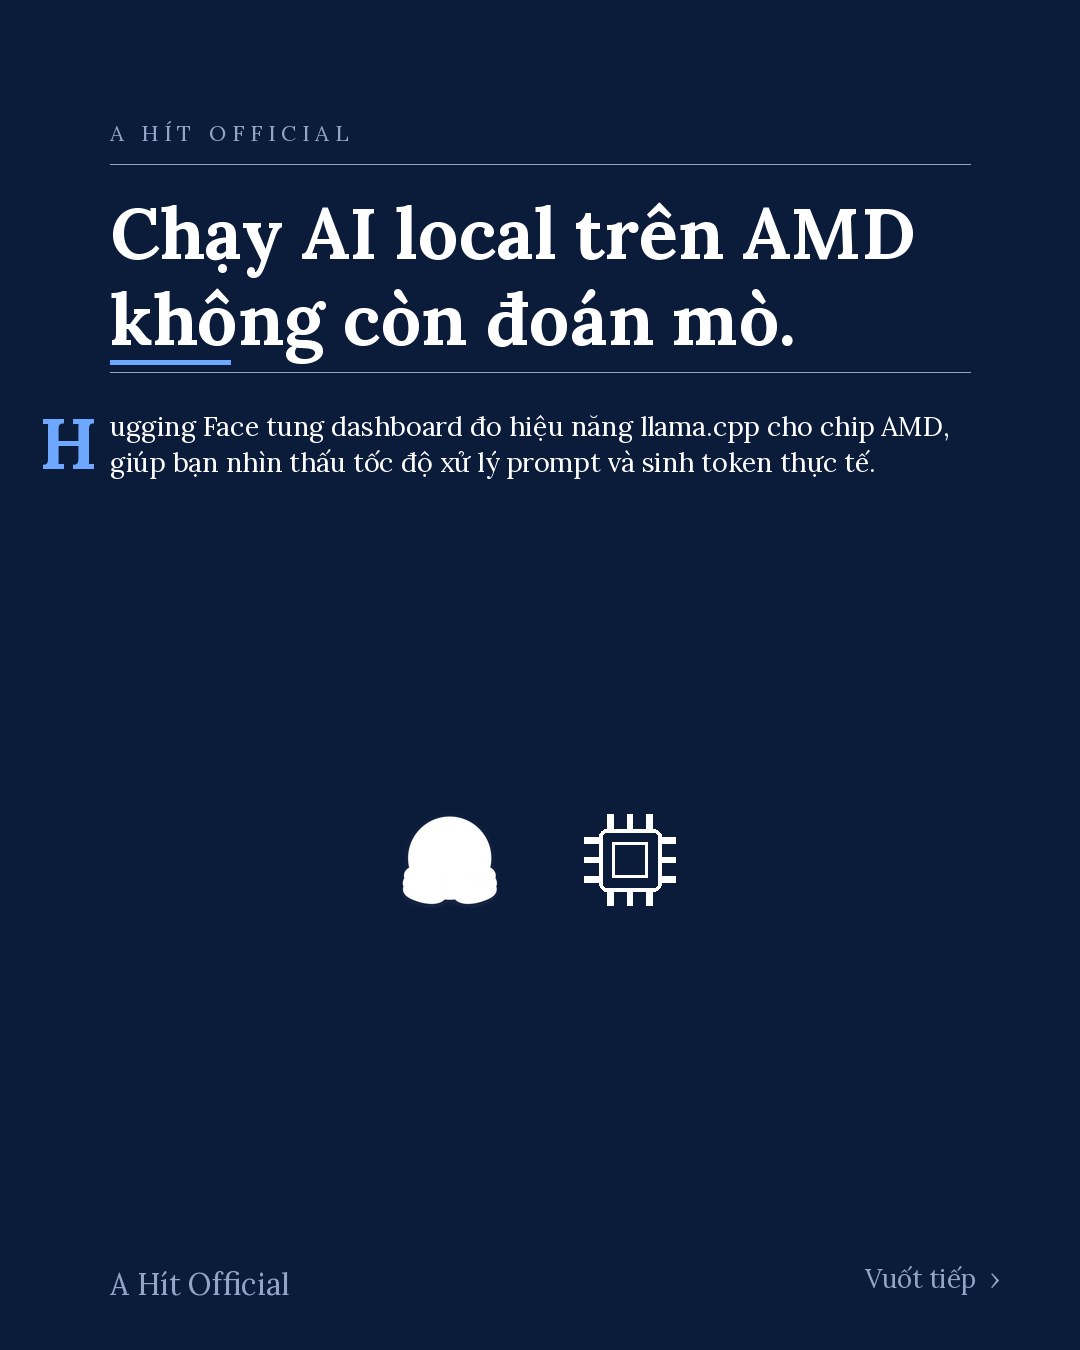 A HÍT OFFICIAL
Chạy AI local trên AMD
không còn đoán mò.
Hugging Face tung dashboard đo hiệu năng llama.cpp cho chip AMD,
giúp bạn nhìn thấu tốc độ xử lý prompt và sinh token thực tế.
A Hít Official
Vuốt tiếp ›